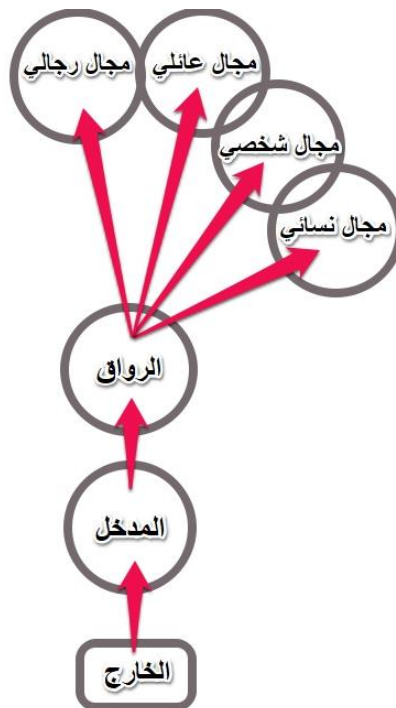 مجال رجالي
مجال عائلي
مجال شخصي
مجال نسائي
الرواق
المدخل
الخارج